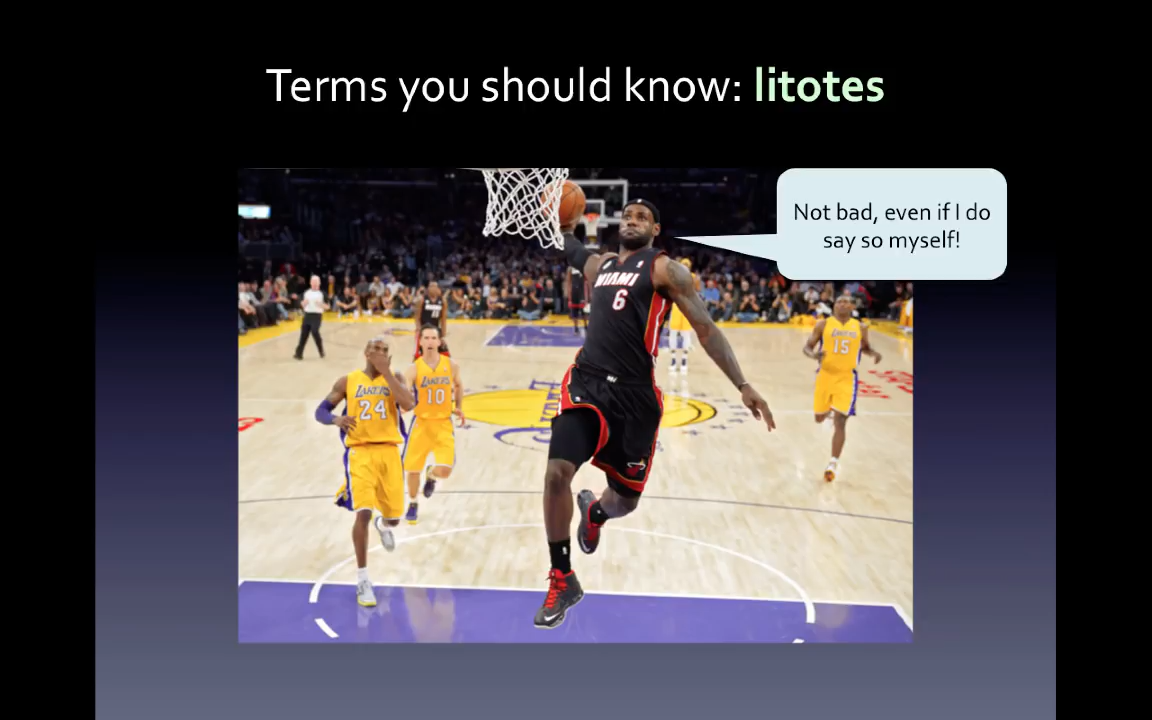 Terms you should know: litotes
Not bad, even if I do
say so myself!
MIAMI
6
LAKERS
24
LAKERS
10
15